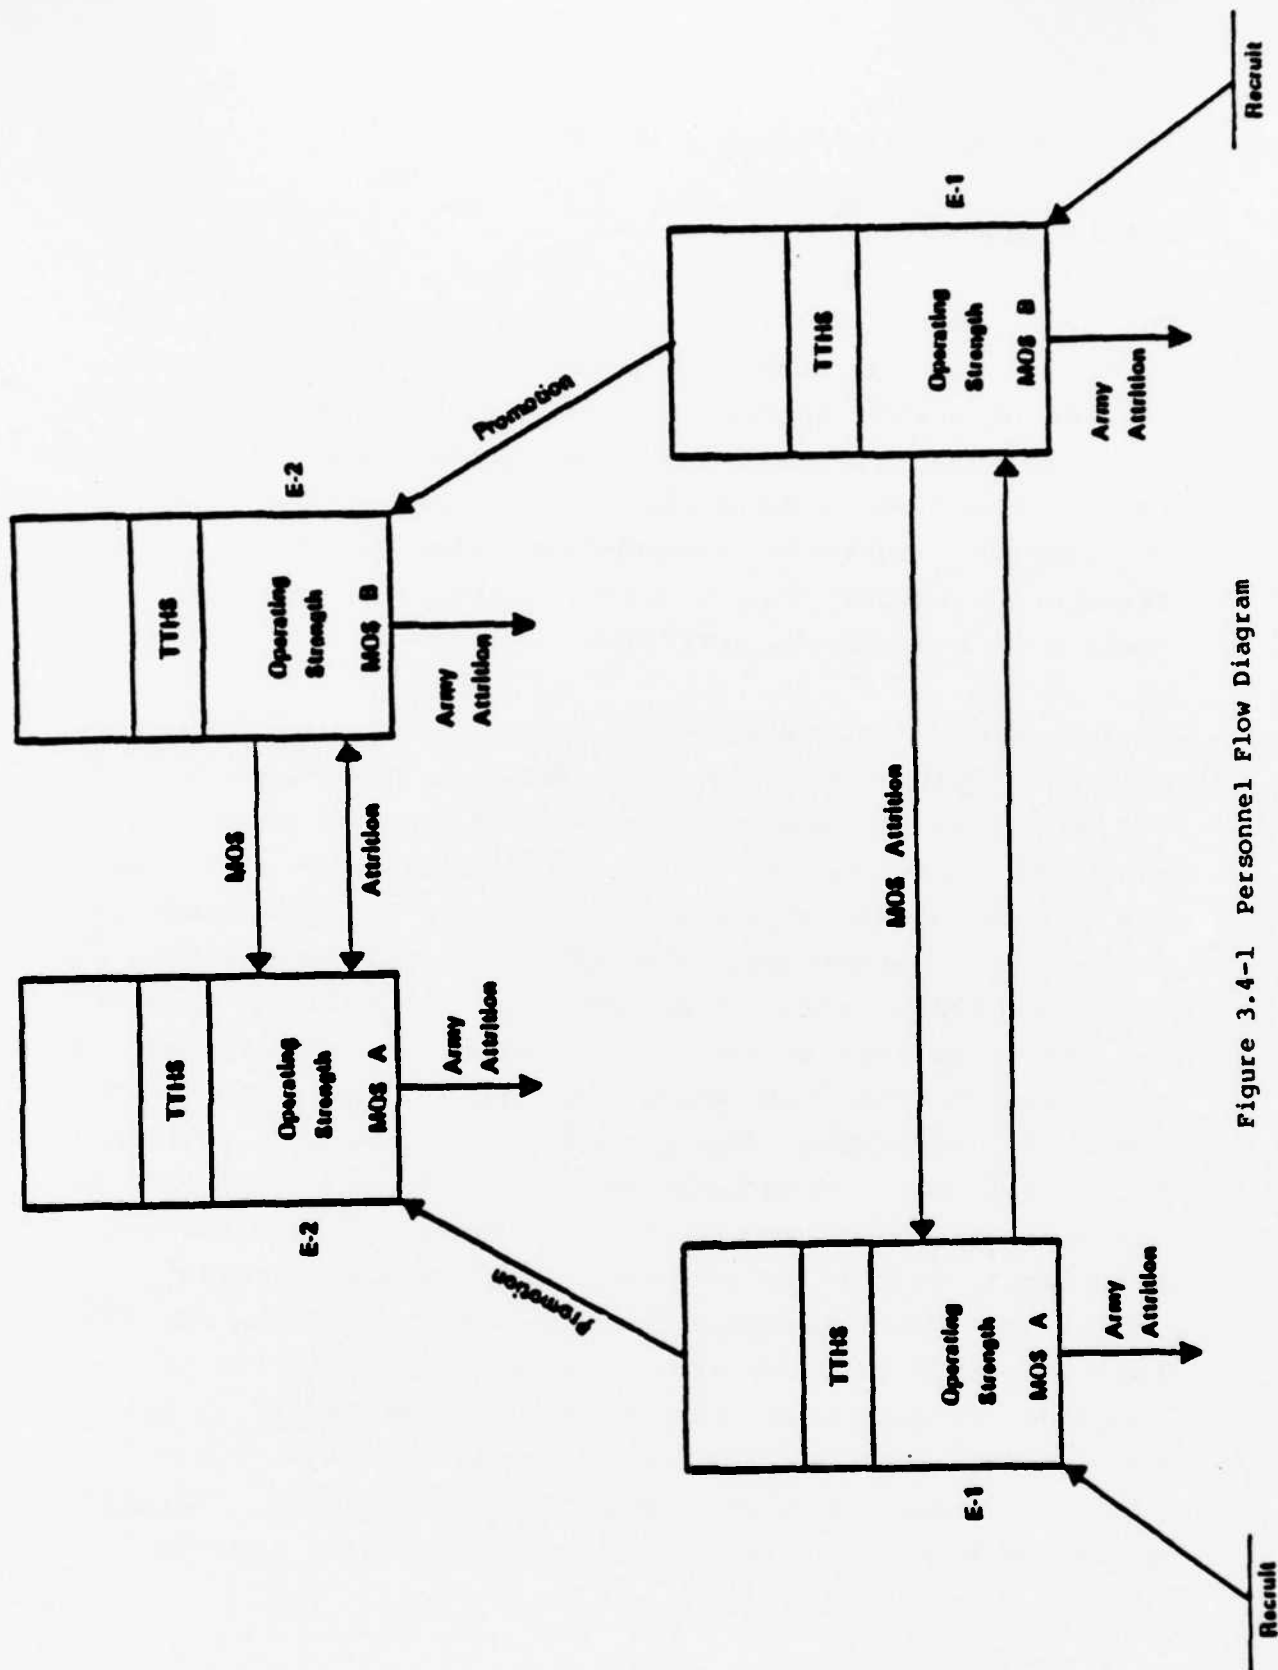 TTHS
Operating
Strength
MOS A
E-2
Army
Attrition
MOS
Attrition
TTHS
Operating
Strength
MOS B
E-2
Army
Attrition
Promotion
Promotion
TTHS
Operating
Strength
MOS A
E-1
Army
Attrition
MOS Attrition
TTHS
Operating
Strength
MOS B
E-1
Army
Attrition
Recruit
Recruit
Figure 3.4-1 Personnel Flow Diagram